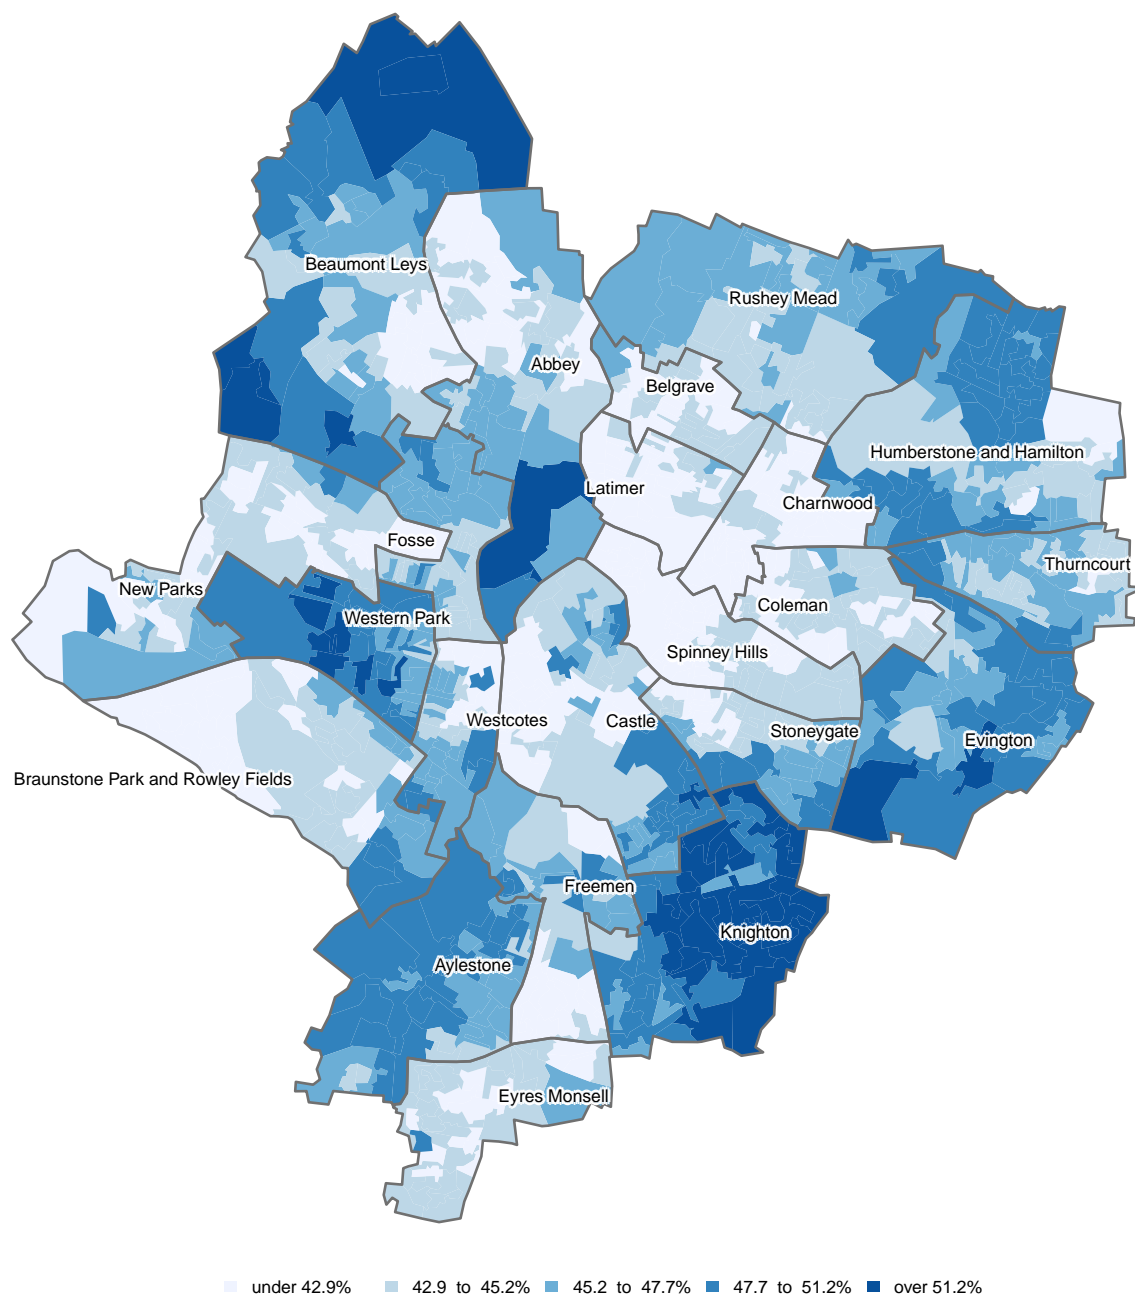 Beaumont Leys
Rushey Mead
Abbey
Belgrave
Humberstone and Hamilton
Latimer
Charnwood
Fosse
Thurncourt
New Parks
Coleman
Western Park
Spinney Hills
Westcotes
Castle
Stoneygate
Evington
Braunstone Park and Rowley Fields
Freemen
Knighton
Aylestone
Eyres Monsell
under 42.9% 42.9 to 45.2% 45.2 to 47.7% 47.7 to 51.2% over 51.2%